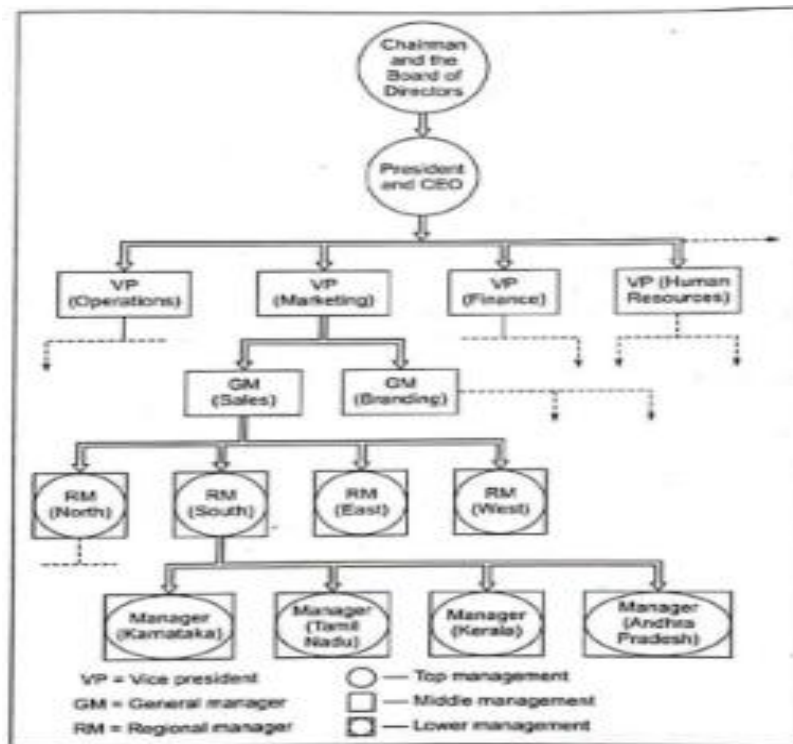 Chairman
and the
Board of
Directors
President
and CEO
VP
(Operations)
VP
(Marketing)
VP
(Finance)
VP (Human
Resources)
GM
(Sales)
GM
(Branding)
RM
(North)
RM
(South)
RM
(East)
RM
(West)
Manager
(Karnataka)
Manager
(Tamil
Nadu)
Manager
(Kerala)
Manager
(Andhra
Pradesh)
VP = Vice president
— Top management
GM = General manager
— Middle management
RM = Regional manager
— Lower management